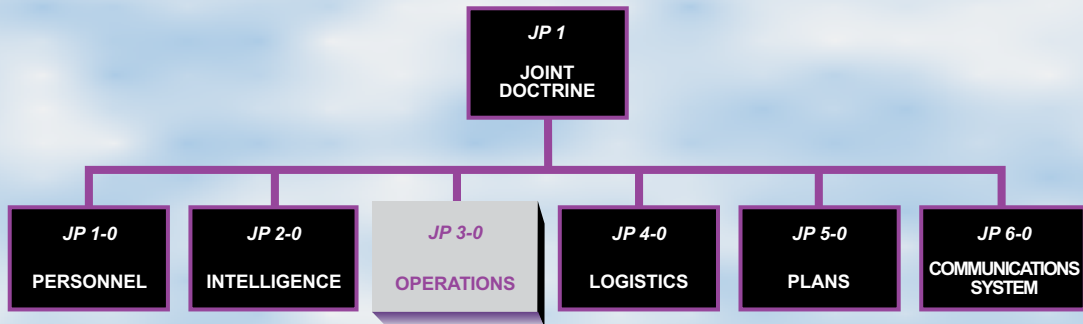 JP 1
JOINT
DOCTRINE
JP 1-0
PERSONNEL
JP 2-0
INTELLIGENCE
JP 3-0
OPERATIONS
JP 4-0
LOGISTICS
JP 5-0
PLANS
JP 6-0
COMMUNICATIONS
SYSTEM